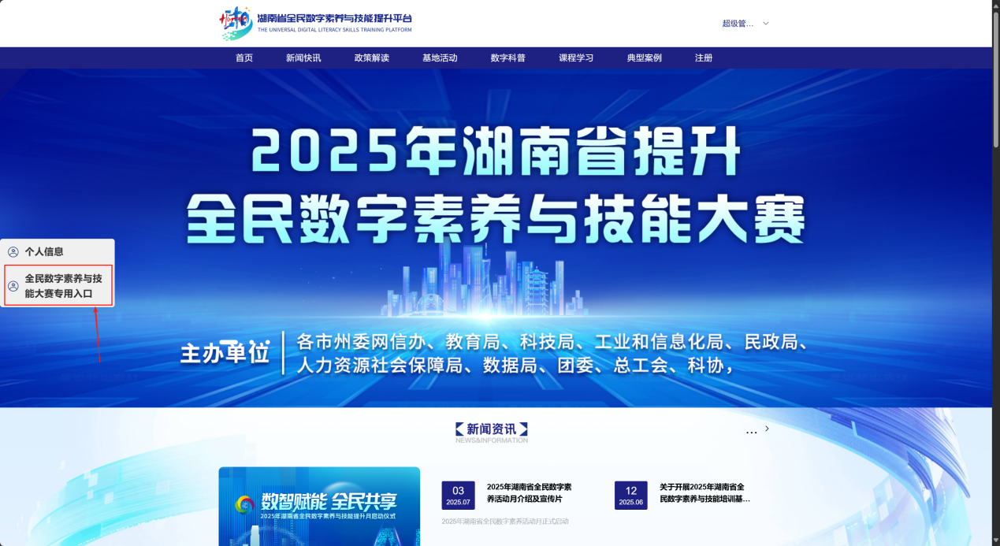 湖南省全民数字素养与技能提升平台
THE UNIVERSAL DIGITAL LITERACY SKILLS TRAINING PLATFORM
超级管...
首页 新闻快讯 政策解读 基地活动 数字科普 课程学习 典型案例 注册
2025年湖南省提升
全民数字素养与技能大赛
个人信息
全民数字素养与技
能大赛专用入口
主办单位
各市州委网信办、教育局、科技局、工业和信息化局、民政局、
人力资源社会保障局、数据局、团委、总工会、科协，
新闻资讯
NEWS&INFORMATION
...
数智赋能 全民共享
2025年湖南省全民数字素养与技能提升月启动仪式
03
2025.07
2025年湖南省全民数字素
养活动月介绍及宣传片
2025年湖南省全民数字素养活动月正式启动
12
2025.06
关于开展2025年湖南省全
民数字素养与技能培训基...